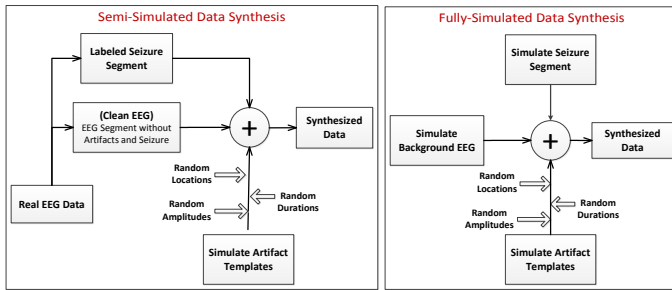 Semi-Simulated Data Synthesis
Labeled Seizure
Segment
(Clean EEG)
EEG Segment without
Artifacts and Seizure
+
Synthesized
Data
Real EEG Data
Random
Locations
Random
Durations
Random
Amplitudes
Simulate Artifact
Templates
Fully-Simulated Data Synthesis
Simulate Seizure
Segment
Simulate
Background EEG
+
Synthesized
Data
Random
Locations
Random
Durations
Random
Amplitudes
Simulate Artifact
Templates